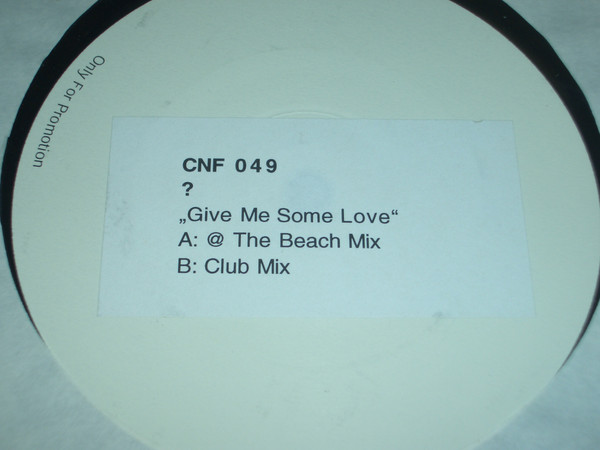 Only For Promotion
CNF 049
?
„Give Me Some Love“
A: @ The Beach Mix
B: Club Mix